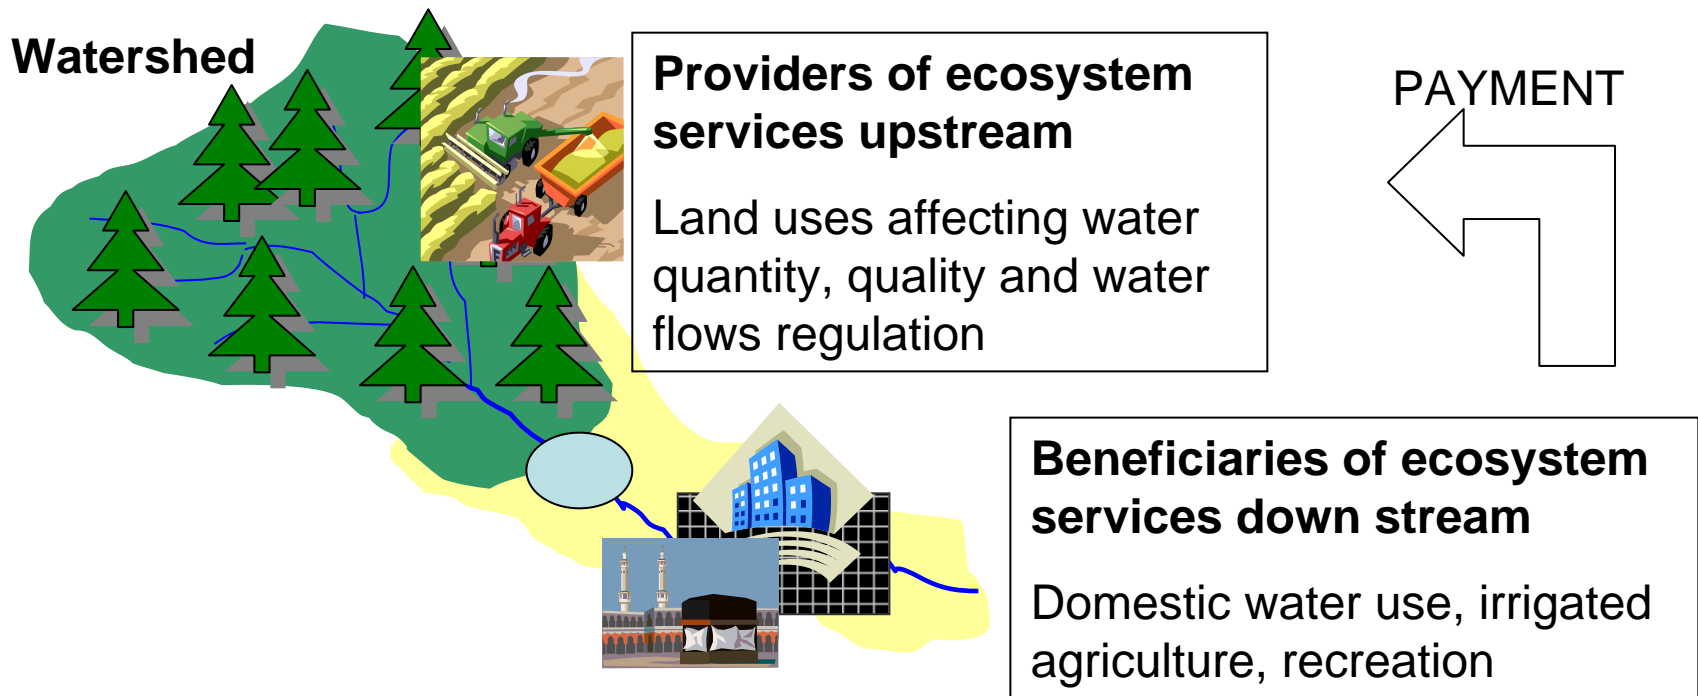 Watershed
Providers of ecosystem
services upstream
Land uses affecting water
quantity, quality and water
flows regulation
PAYMENT
Beneficiaries of ecosystem
services down stream
Domestic water use, irrigated
agriculture, recreation